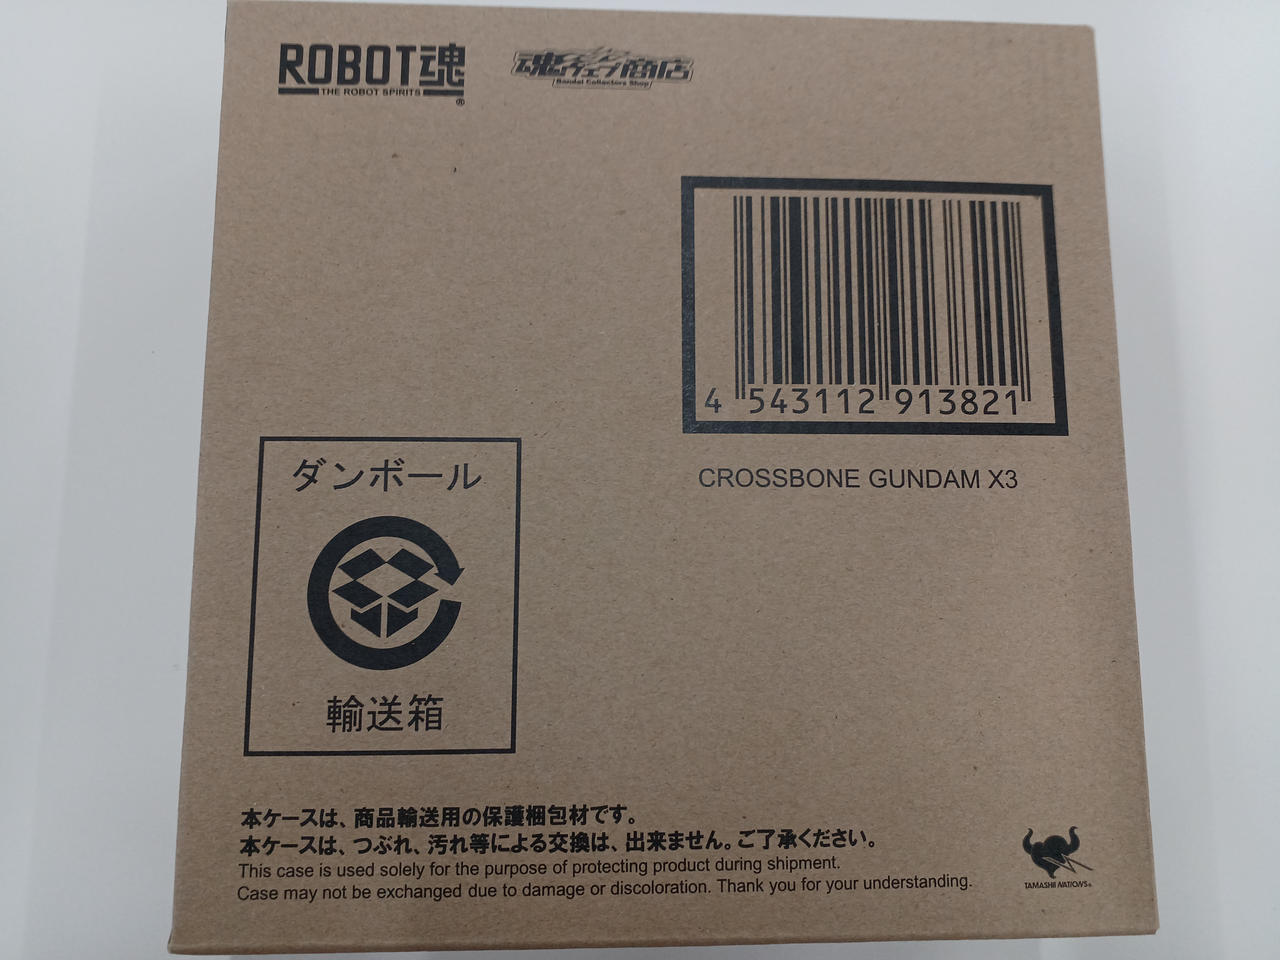 ROBOT魂
THE ROBOT SPIRITS
®
魂ウェブ商店
Bandai Collectors Shop
4 543112 913821
CROSSBONE GUNDAM X3
ダンボール
輸送箱
本ケースは、商品輸送用の保護梱包材です。
本ケースは、つぶれ、汚れ等による交換は、出来ません。ご了承ください。
This case is used solely for the purpose of protecting product during shipment.
Case may not be exchanged due to damage or discoloration. Thank you for your understanding.
TAMASHII NATIONS®